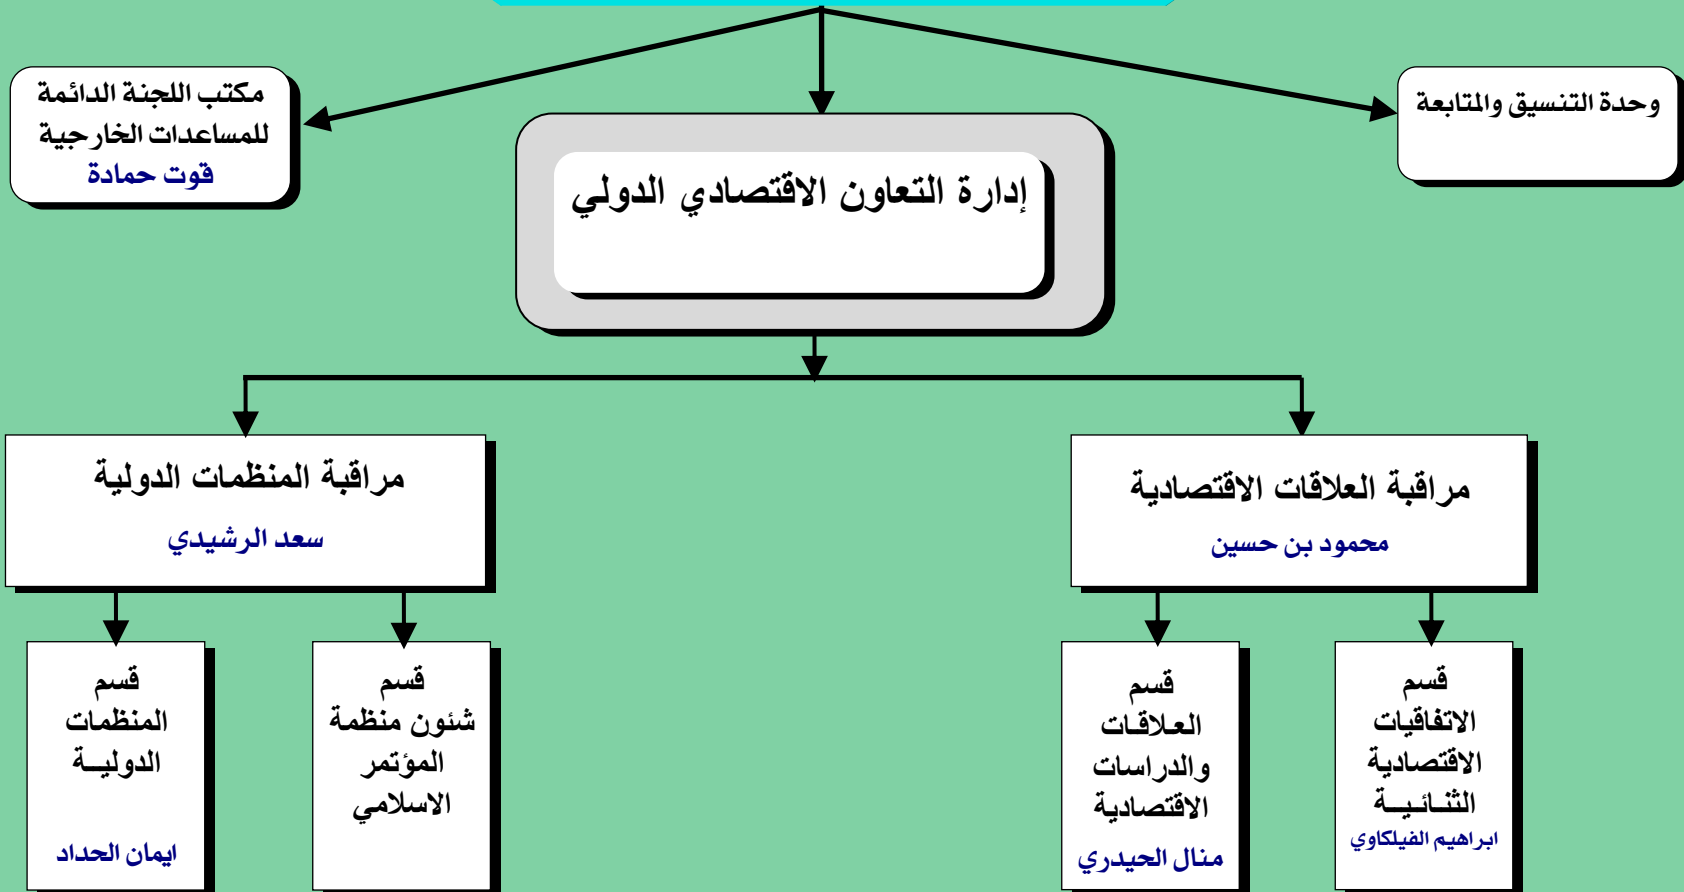 وحدة التنسيق والمتابعة
مكتب اللجنة الدائمة
للمساعدات الخارجية
قوت حمادة
إدارة التعاون الاقتصادي الدولي
مراقبة العلاقات الاقتصادية
محمود بن حسين
مراقبة المنظمات الدولية
سعد الرشيدي
قسم
الاتفاقيات
الاقتصادية
الثنـائـيـــة
ابراهيم الفيلكاوي
قسم
العـلاقـات
والدراسات
الاقتصادية
منال الحيدري
قسم
شئون منظمة
المؤتمر
الاسلامي
قسم
المنظمات
الدوليــة
ايمان الحداد